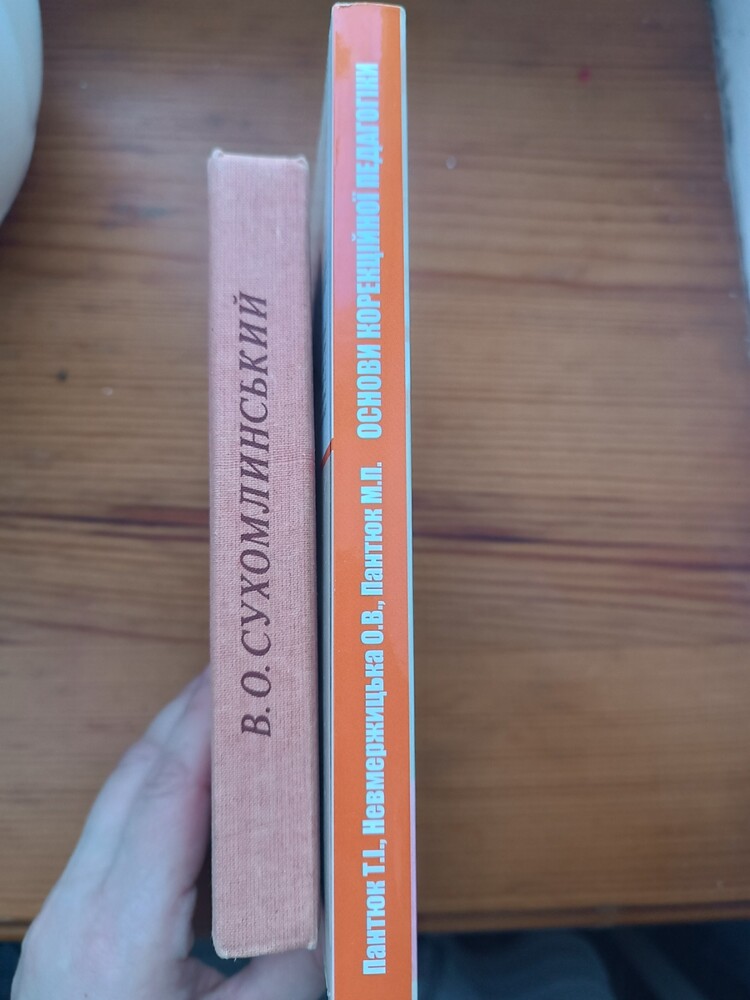 В. О. СУХОМЛИНСЬКИЙ
Пантюк Т.І., Невмержицька О.В., Пантюк М.П. ОСНОВИ КОРЕКЦІЙНОЇ ПЕДАГОГІКИ